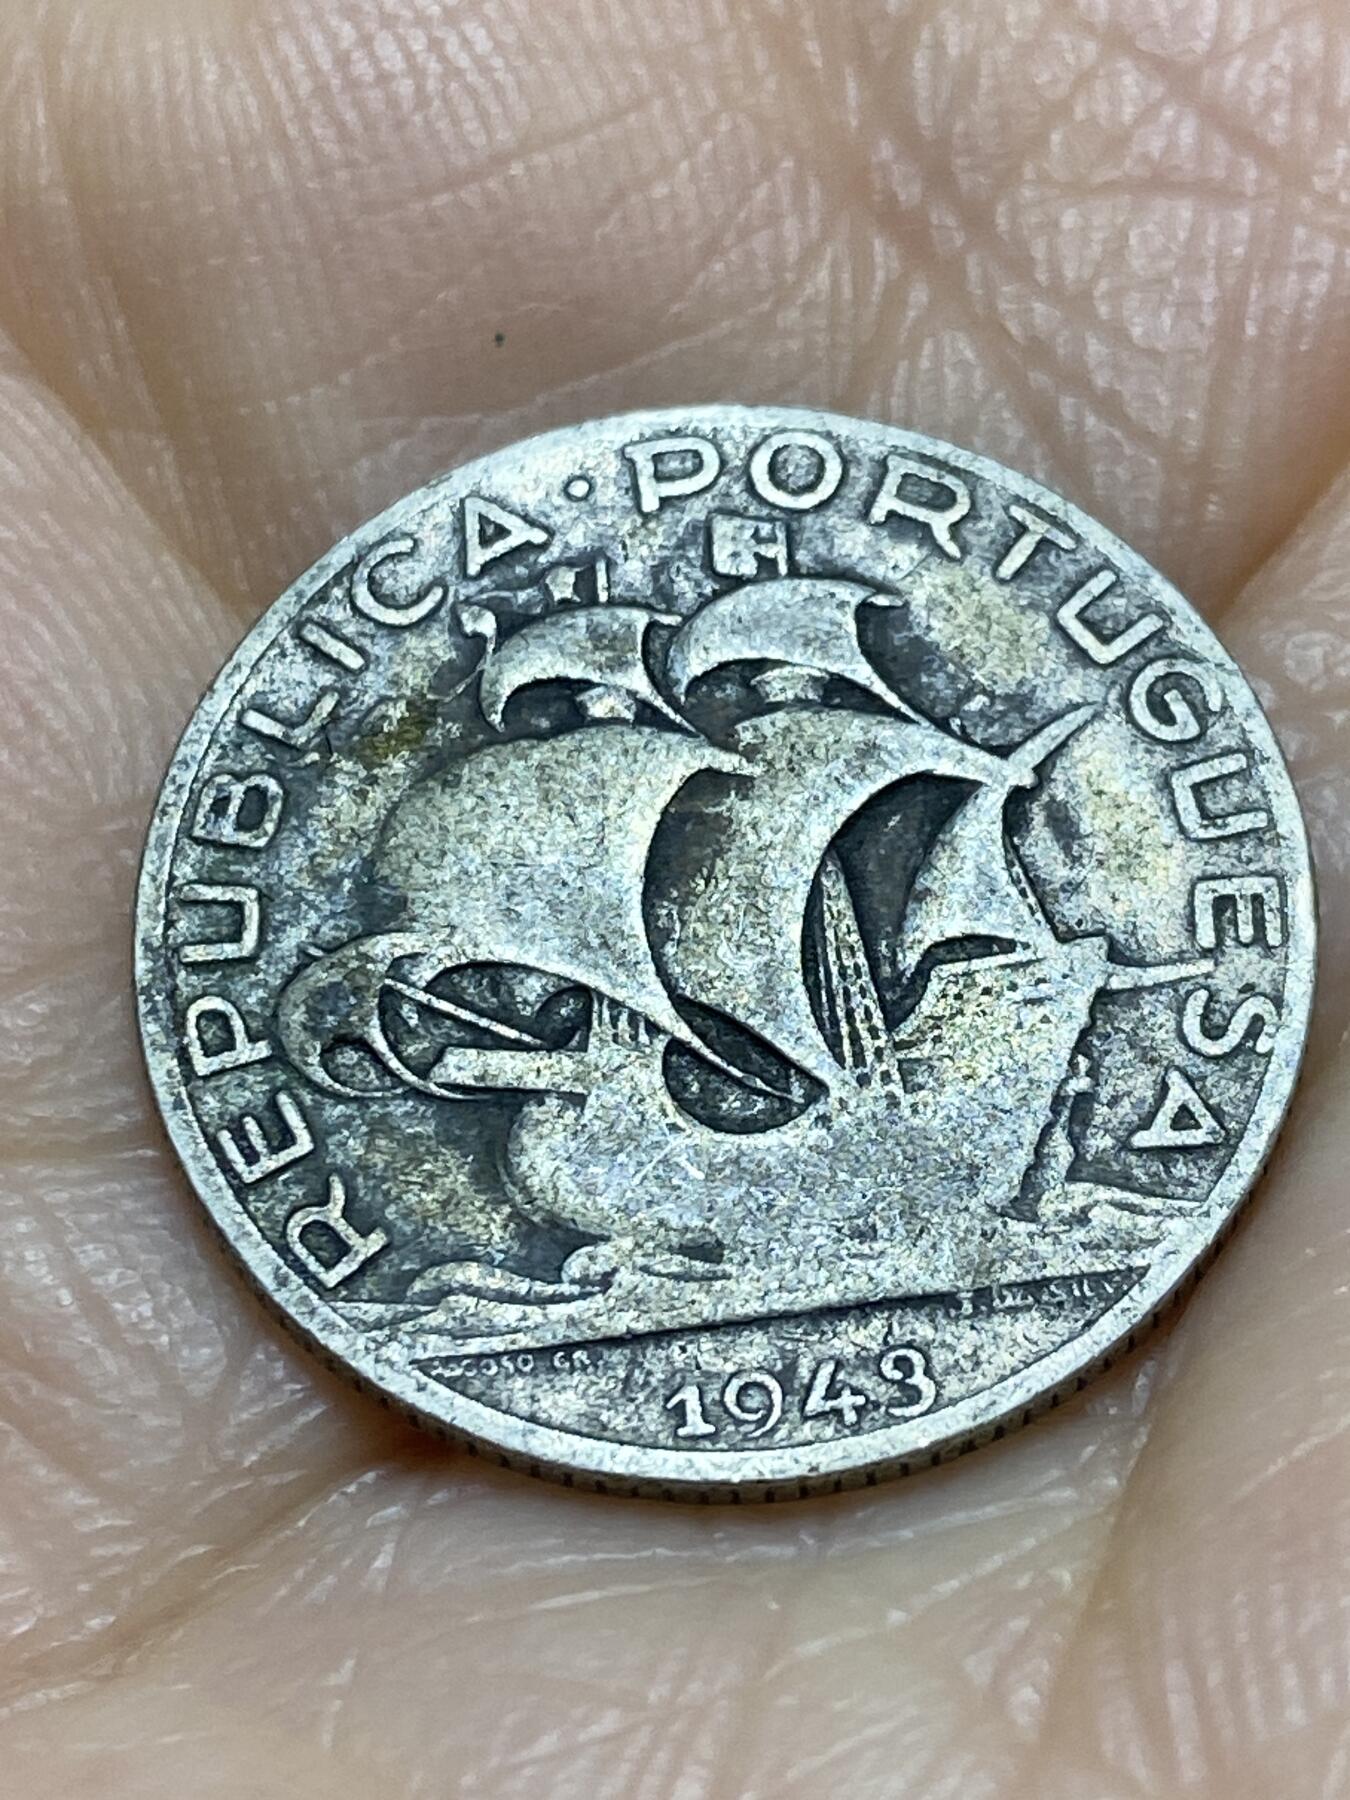 REPUBLICA · PORTUGUESA
1943